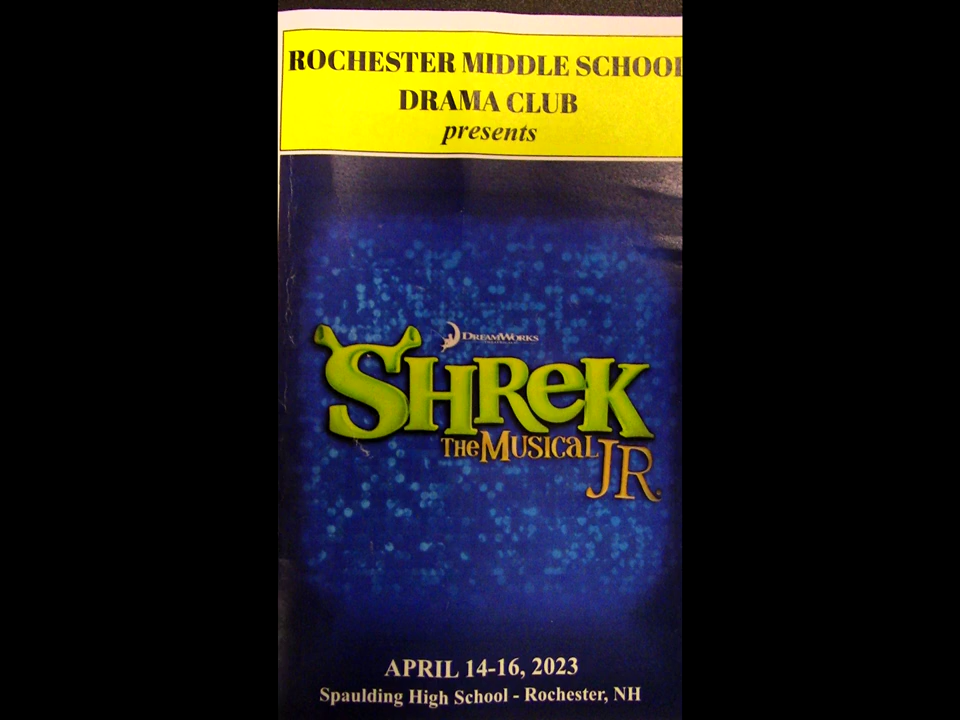 ROCHESTER MIDDLE SCHOOL
DRAMA CLUB
presents
DREAMWORKS
SHREK
THE MUSICAL JR.
APRIL 14-16, 2023
Spaulding High School - Rochester, NH